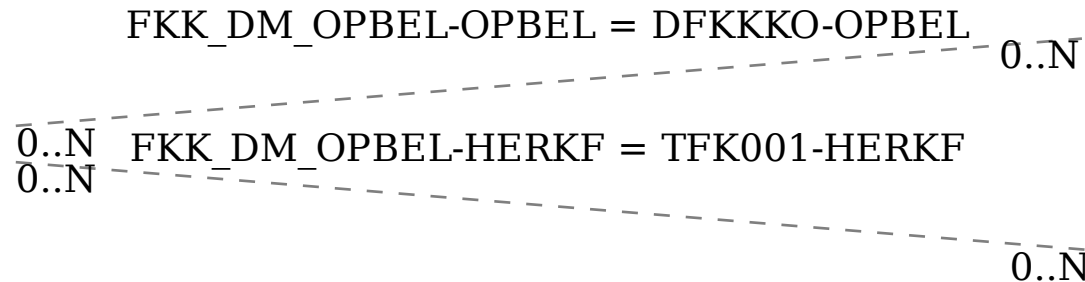 FKK_DM_OPBEL-OPBEL = DFKKKO-OPBEL
0..N
0..N
FKK_DM_OPBEL-HERKF = TFK001-HERKF
0..N
0..N